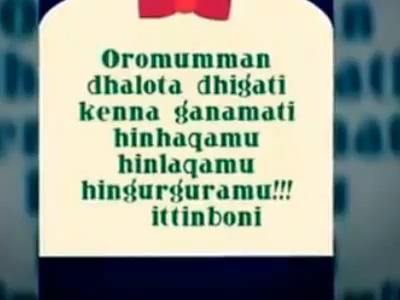 Oromumman
dhalota dhigati
kenna ganamati
hinhaqamu
hinlaqamu
hingurguramu!!!
ittinboni